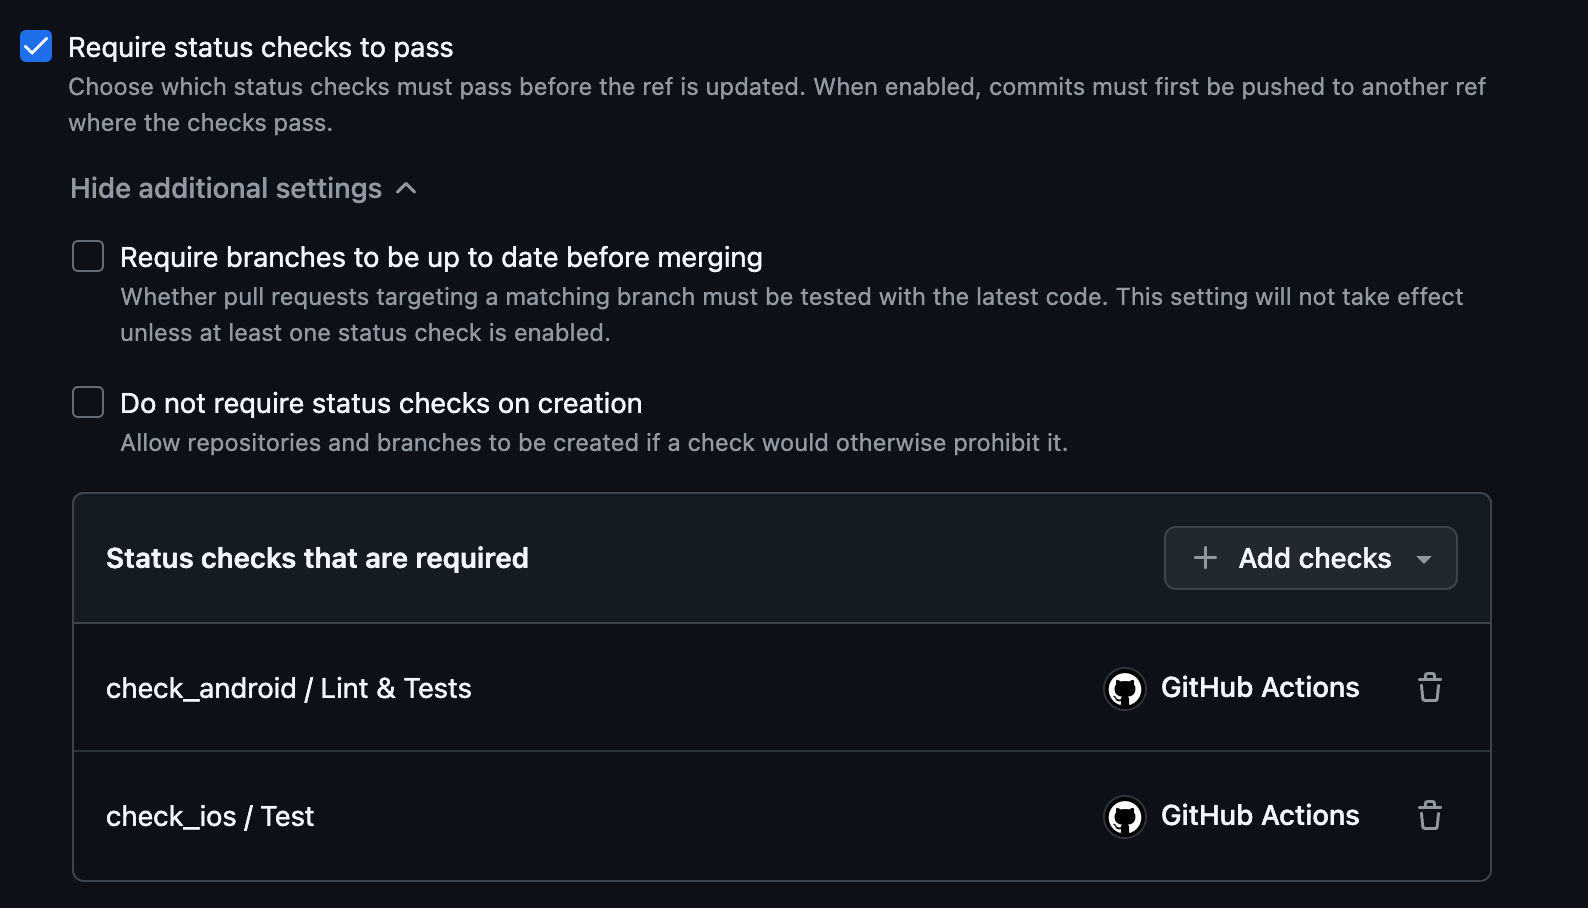 Require status checks to pass
Choose which status checks must pass before the ref is updated. When enabled, commits must first be pushed to another ref
where the checks pass.
Hide additional settings
Require branches to be up to date before merging
Whether pull requests targeting a matching branch must be tested with the latest code. This setting will not take effect
unless at least one status check is enabled.
Do not require status checks on creation
Allow repositories and branches to be created if a check would otherwise prohibit it.
Status checks that are required
Add checks
check_android / Lint & Tests
GitHub Actions
check_ios / Test
GitHub Actions